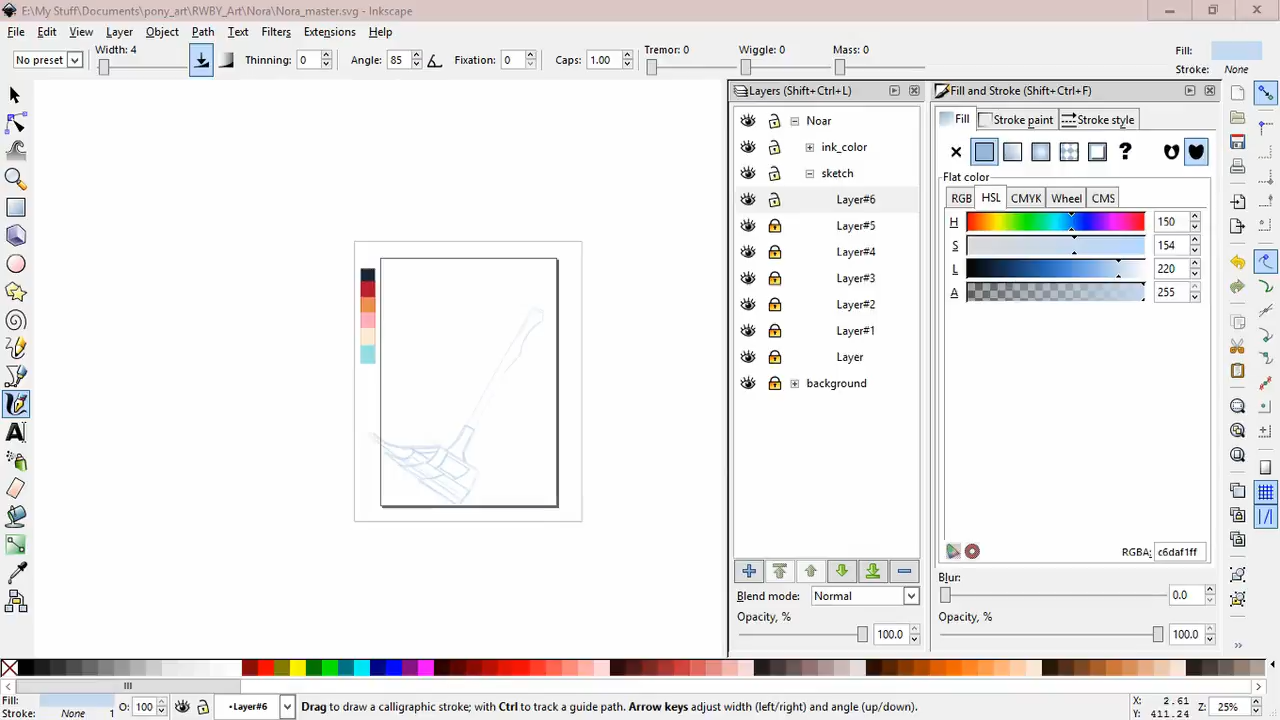 E:\My Stuff\Documents\pony_art\RWBY_Art\Nora\Nora_master.svg - Inkscape
File Edit View Layer Object Path Text Filters Extensions Help
No preset Width: 4 Thinning: 0 Angle: 85 Fixation: 0 Caps: 1.00 Tremor: 0 Wiggle: 0 Mass: 0 Fill:
Stroke: None
Layers (Shift+Ctrl+L)
Noar
ink_color
sketch
Layer#6
Layer#5
Layer#4
Layer#3
Layer#2
Layer#1
Layer
background
Blend mode: Normal
Opacity, %
100.0
Fill and Stroke (Shift+Ctrl+F)
Fill Stroke paint Stroke style
?
Flat color
RGB HSL CMYK Wheel CMS
H 150
S 154
L 220
A 255
RGBA: c6daf1ff
Blur:
0.0
Opacity, %
100.0
Fill:
Stroke: None 1
O: 100
•Layer#6
Drag to draw a calligraphic stroke; with Ctrl to track a guide path. Arrow keys adjust width (left/right) and angle (up/down).
X: 2.61
Y: 411.24
Z: 25%